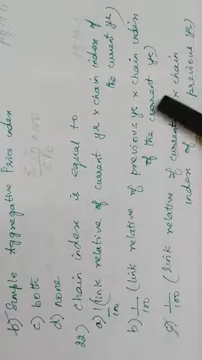 b) Simple Aggregative Price index
c) both
d) none
22) Chain index is equal to
a) 1/100 (link relative of current yr x chain index of
the current yr)
b) 1/100 (link relative of previous yr x chain index
of the current yr)
c) 1/100 (link relative of current x chain
index of previous yr)